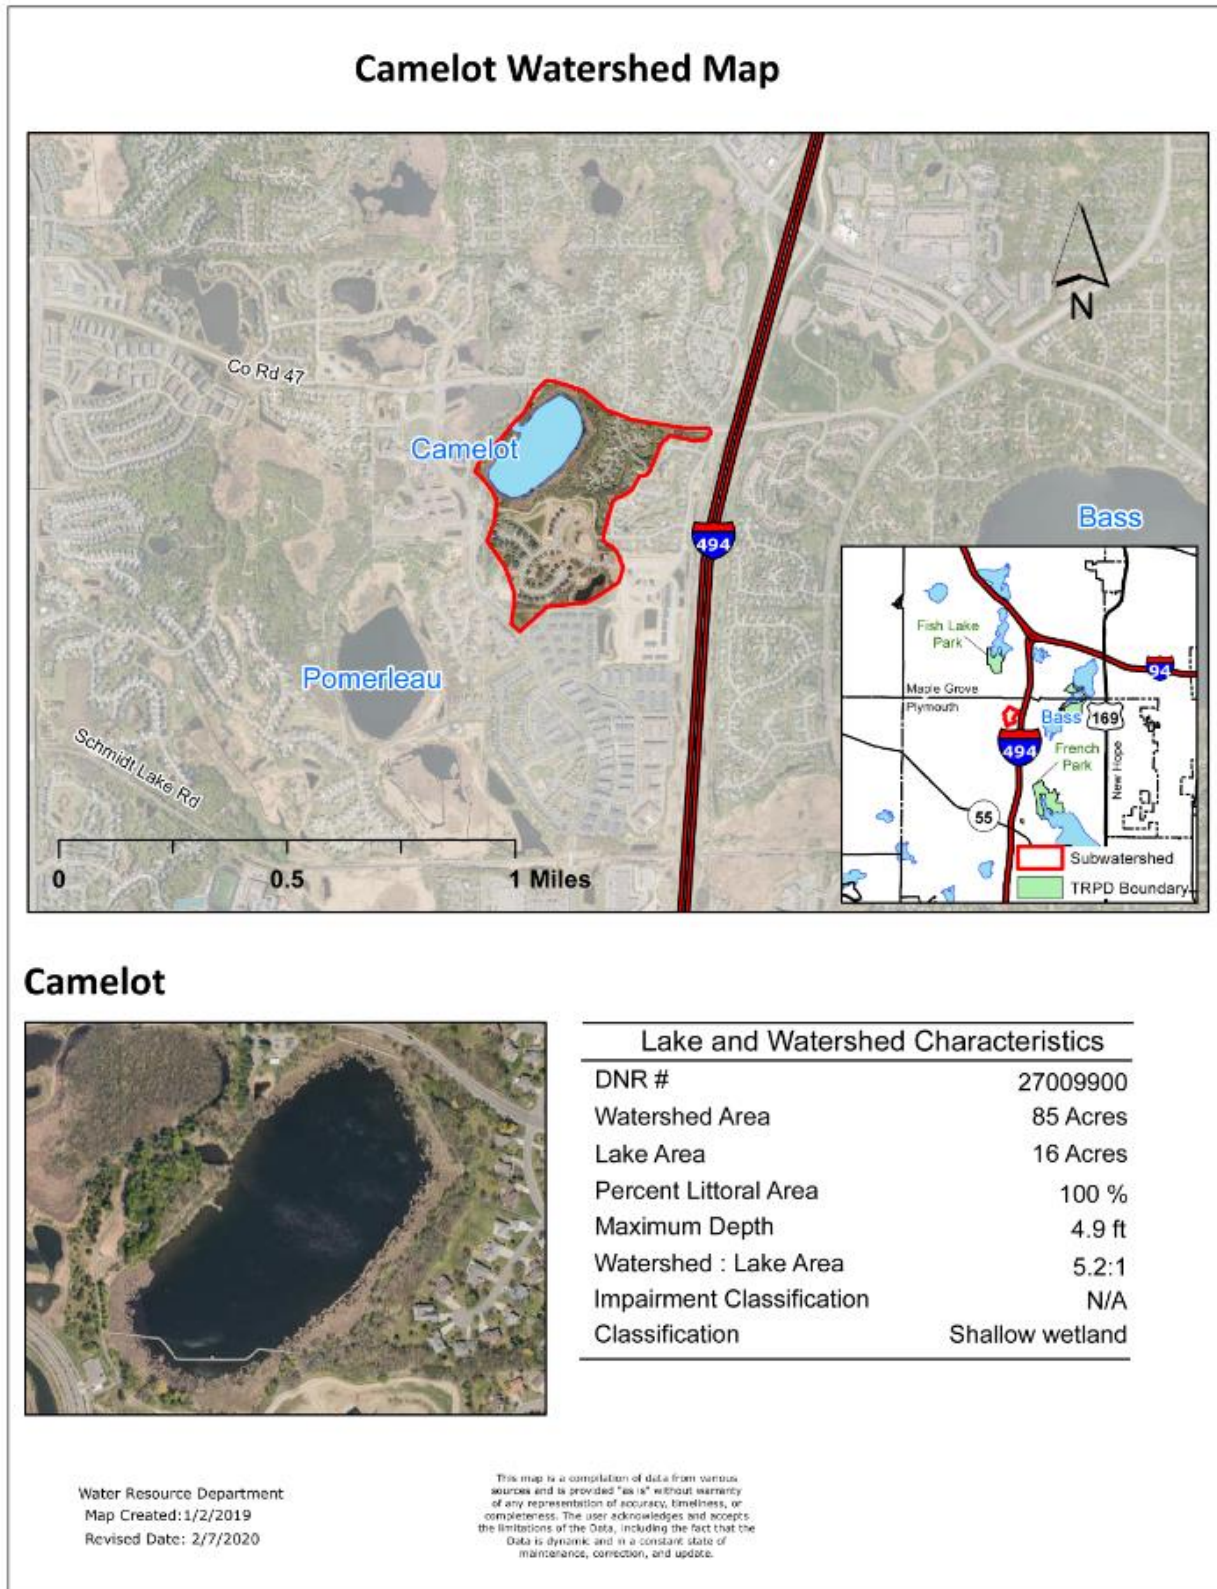 Camelot Watershed Map
N
Co Rd 47
Camelot
Bass
494
Pomerleau
Schmidt Lake Rd
0 0.5 1 Miles
Fish Lake
Park
94
Maple Grove
Plymouth
Bass
169
494
French
Park
New Hope
55
Subwatershed
TRPD Boundary
Camelot
Lake and Watershed Characteristics
DNR # 27009900
Watershed Area 85 Acres
Lake Area 16 Acres
Percent Littoral Area 100 %
Maximum Depth 4.9 ft
Watershed : Lake Area 5.2:1
Impairment Classification N/A
Classification Shallow wetland
Water Resource Department
Map Created:1/2/2019
Revised Date: 2/7/2020
This map is a compilation of data from various
sources and is provided "as is" without warranty
of any representation of accuracy, timeliness, or
completeness. The user acknowledges and accepts
the limitations of the Data, including the fact that the
Data is dynamic and in a constant state of
maintenance, correction, and update.